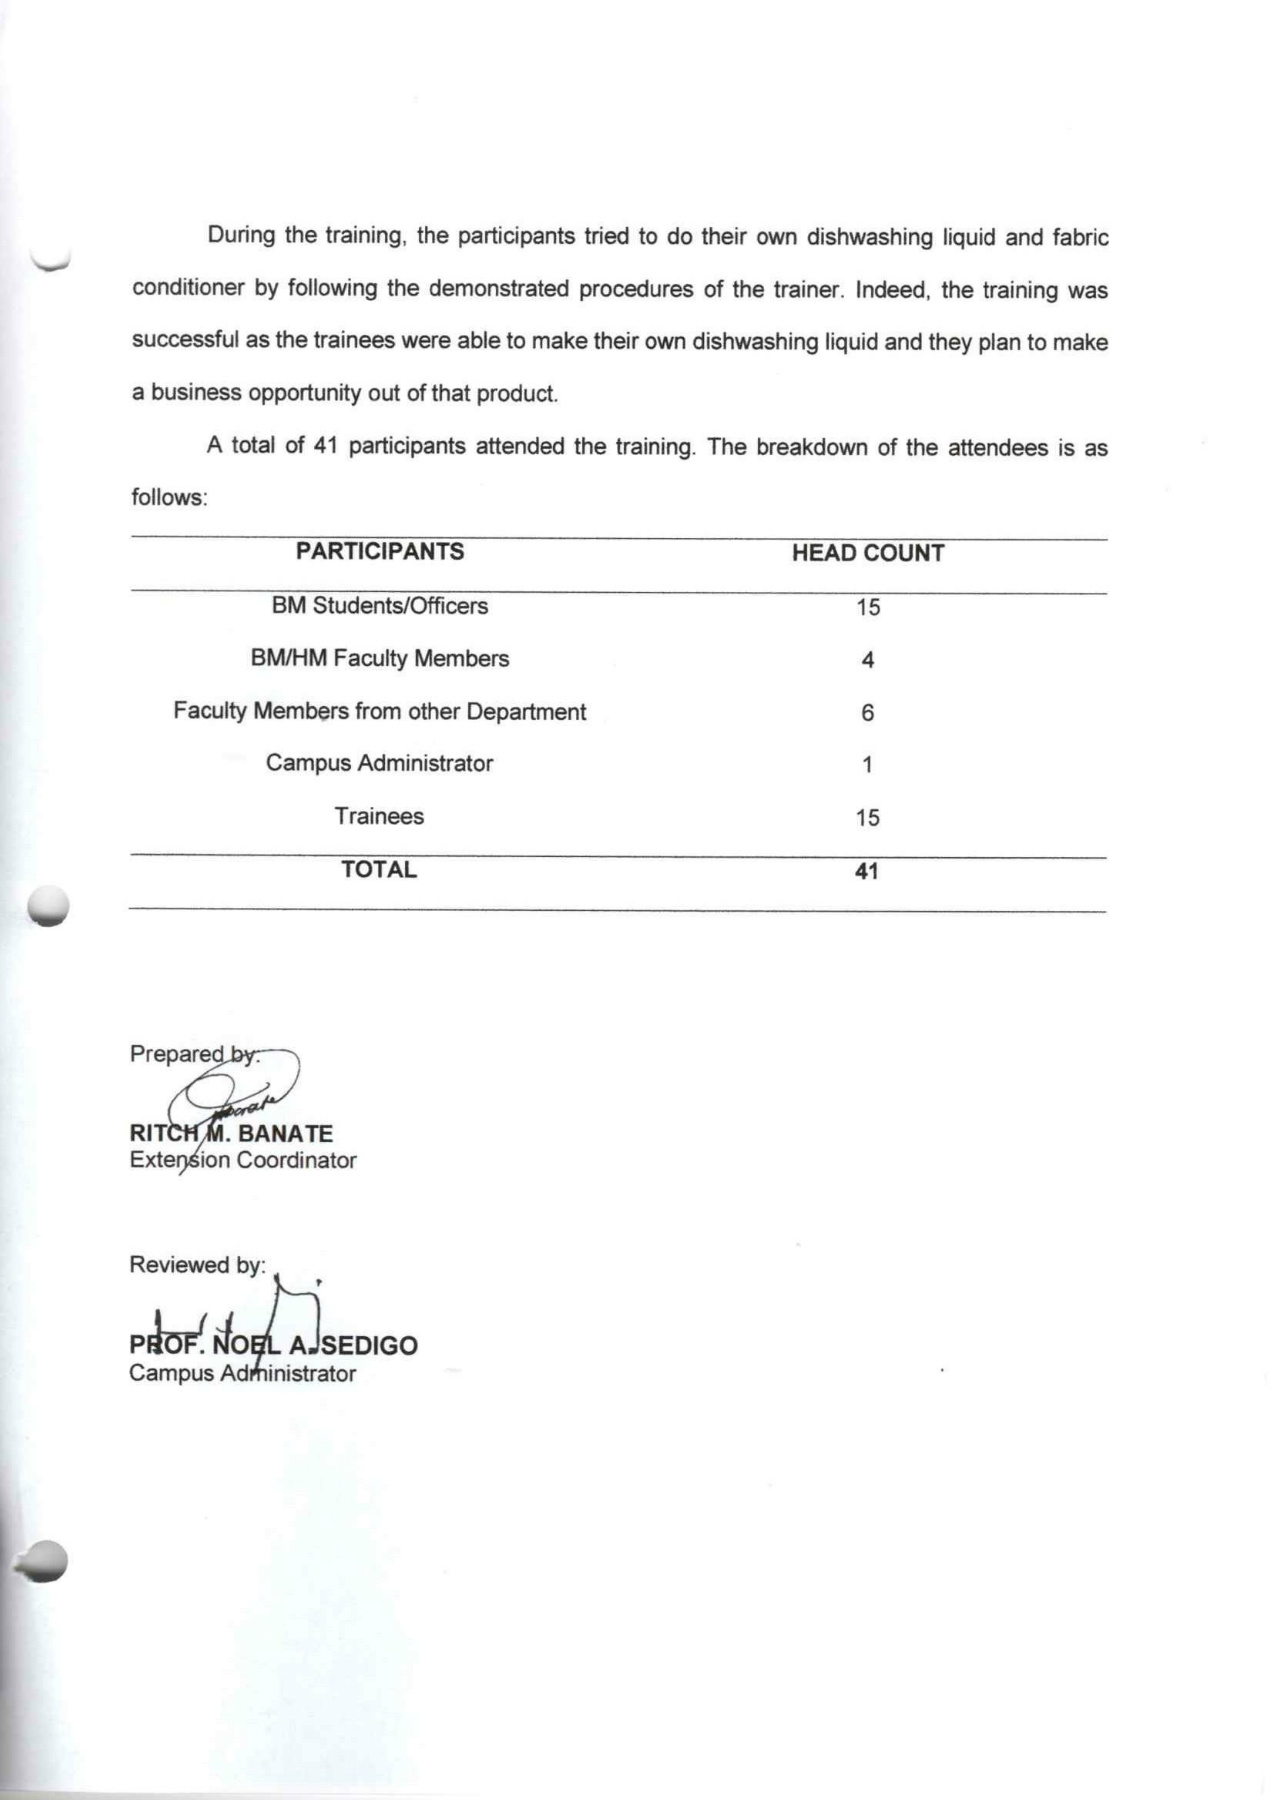 During the training, the participants tried to do their own dishwashing liquid and fabric
conditioner by following the demonstrated procedures of the trainer. Indeed, the training was
successful as the trainees were able to make their own dishwashing liquid and they plan to make
a business opportunity out of that product.
A total of 41 participants attended the training. The breakdown of the attendees is as
follows:
PARTICIPANTS HEAD COUNT
BM Students/Officers 15
BM/HM Faculty Members 4
Faculty Members from other Department 6
Campus Administrator 1
Trainees 15
TOTAL 41
Prepared by:
RITCH M. BANATE
Extension Coordinator
Reviewed by:
PROF. NOEL A. SEDIGO
Campus Administrator